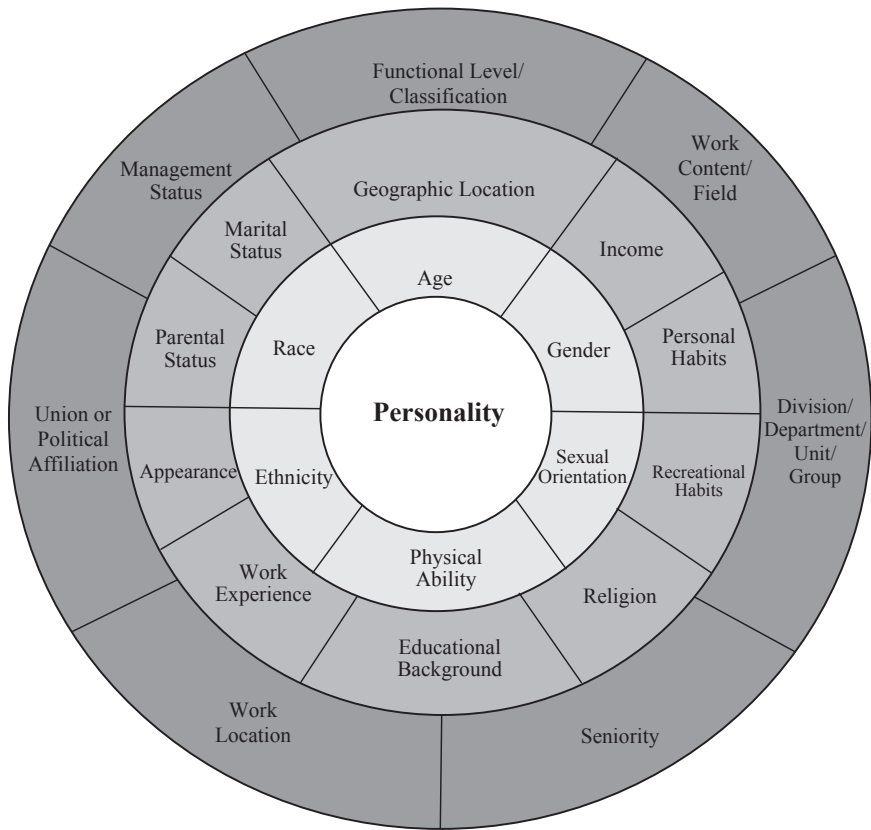 Functional Level/
Classification
Work
Content/
Field
Division/
Department/
Unit/
Group
Seniority
Work
Location
Union or
Political
Affiliation
Management
Status
Geographic Location
Income
Personal
Habits
Recreational
Habits
Religion
Educational
Background
Work
Experience
Appearance
Parental
Status
Marital
Status
Age
Gender
Sexual
Orientation
Physical
Ability
Ethnicity
Race
Personality